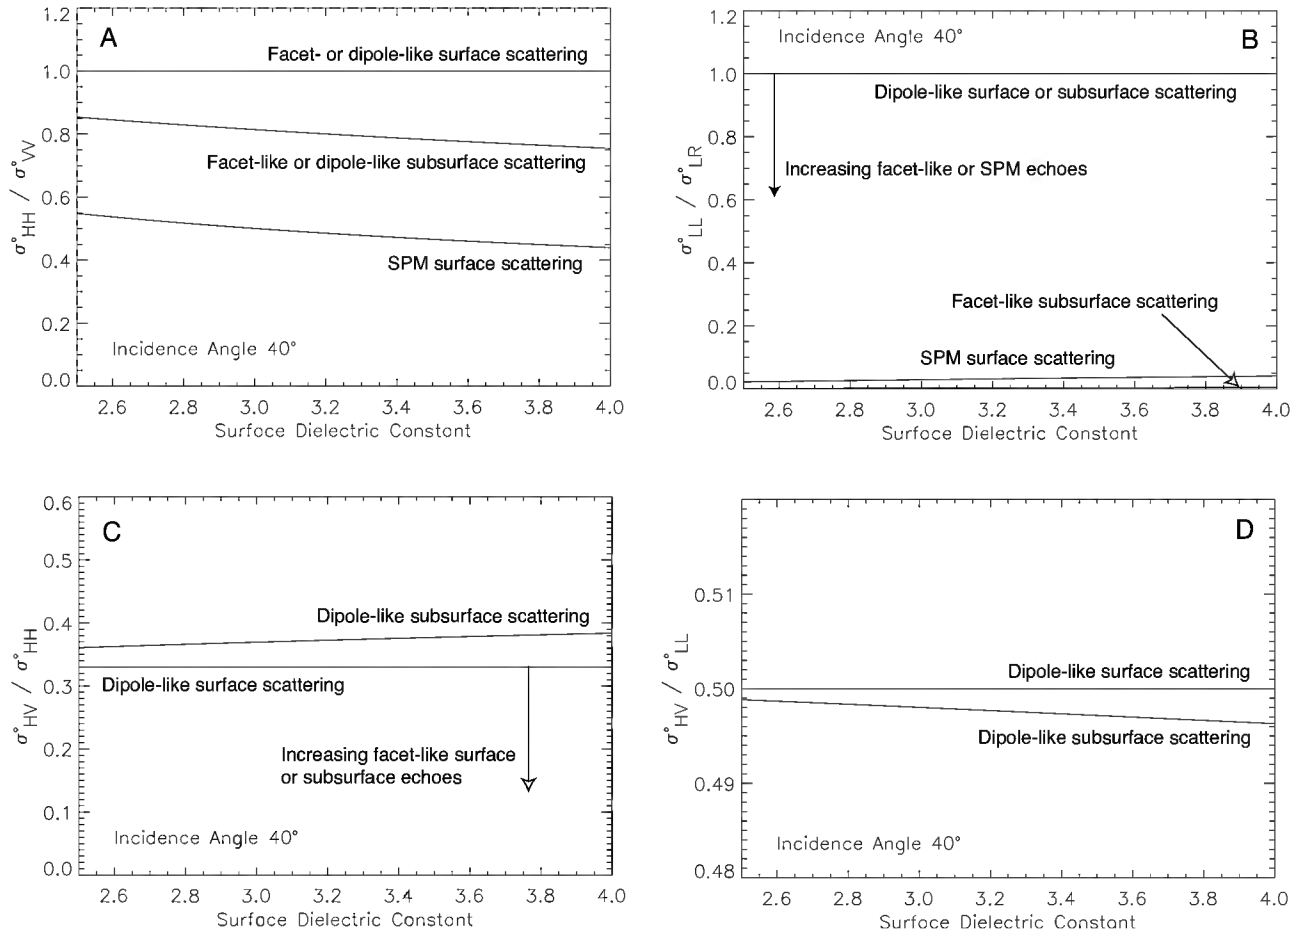 A
1.2
1.0
0.8
0.6
0.4
0.2
0.0
σ°HH / σ°VV
Facet- or dipole-like surface scattering
Facet-like or dipole-like subsurface scattering
SPM surface scattering
Incidence Angle 40°
2.6 2.8 3.0 3.2 3.4 3.6 3.8 4.0
Surface Dielectric Constant
B
1.2
1.0
0.8
0.6
0.4
0.2
0.0
σ°LL / σ°LR
Incidence Angle 40°
Dipole-like surface or subsurface scattering
Increasing facet-like or SPM echoes
Facet-like subsurface scattering
SPM surface scattering
2.6 2.8 3.0 3.2 3.4 3.6 3.8 4.0
Surface Dielectric Constant
C
0.6
0.5
0.4
0.3
0.2
0.1
0.0
σ°HV / σ°HH
Dipole-like subsurface scattering
Dipole-like surface scattering
Increasing facet-like surface
or subsurface echoes
Incidence Angle 40°
2.6 2.8 3.0 3.2 3.4 3.6 3.8 4.0
Surface Dielectric Constant
D
0.51
0.50
0.49
0.48
σ°HV / σ°LL
Dipole-like surface scattering
Dipole-like subsurface scattering
Incidence Angle 40°
2.6 2.8 3.0 3.2 3.4 3.6 3.8 4.0
Surface Dielectric Constant